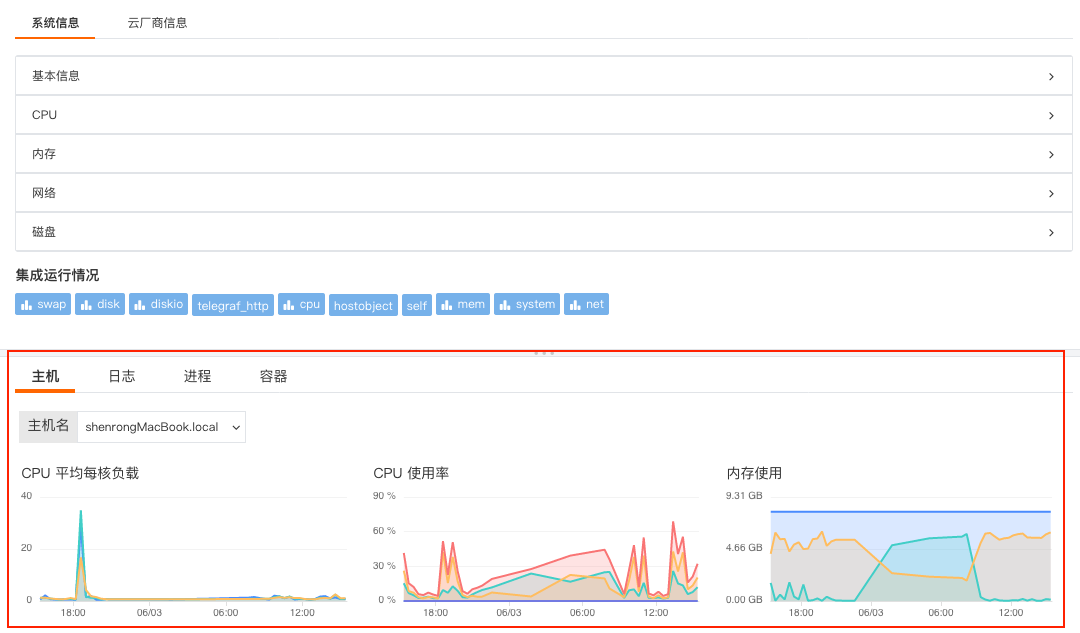 系统信息 云厂商信息
基本信息
CPU
内存
网络
磁盘
集成运行情况
swap disk diskio telegraf_http cpu hostobject self mem system net
主机 日志 进程 容器
主机名 shenrongMacBook.local
CPU 平均每核负载
40
20
0
18:00 06/03 06:00 12:00
CPU 使用率
90 %
60 %
30 %
0 %
18:00 06/03 06:00 12:00
内存使用
9.31 GB
4.66 GB
0.00 GB
18:00 06/03 06:00 12:00